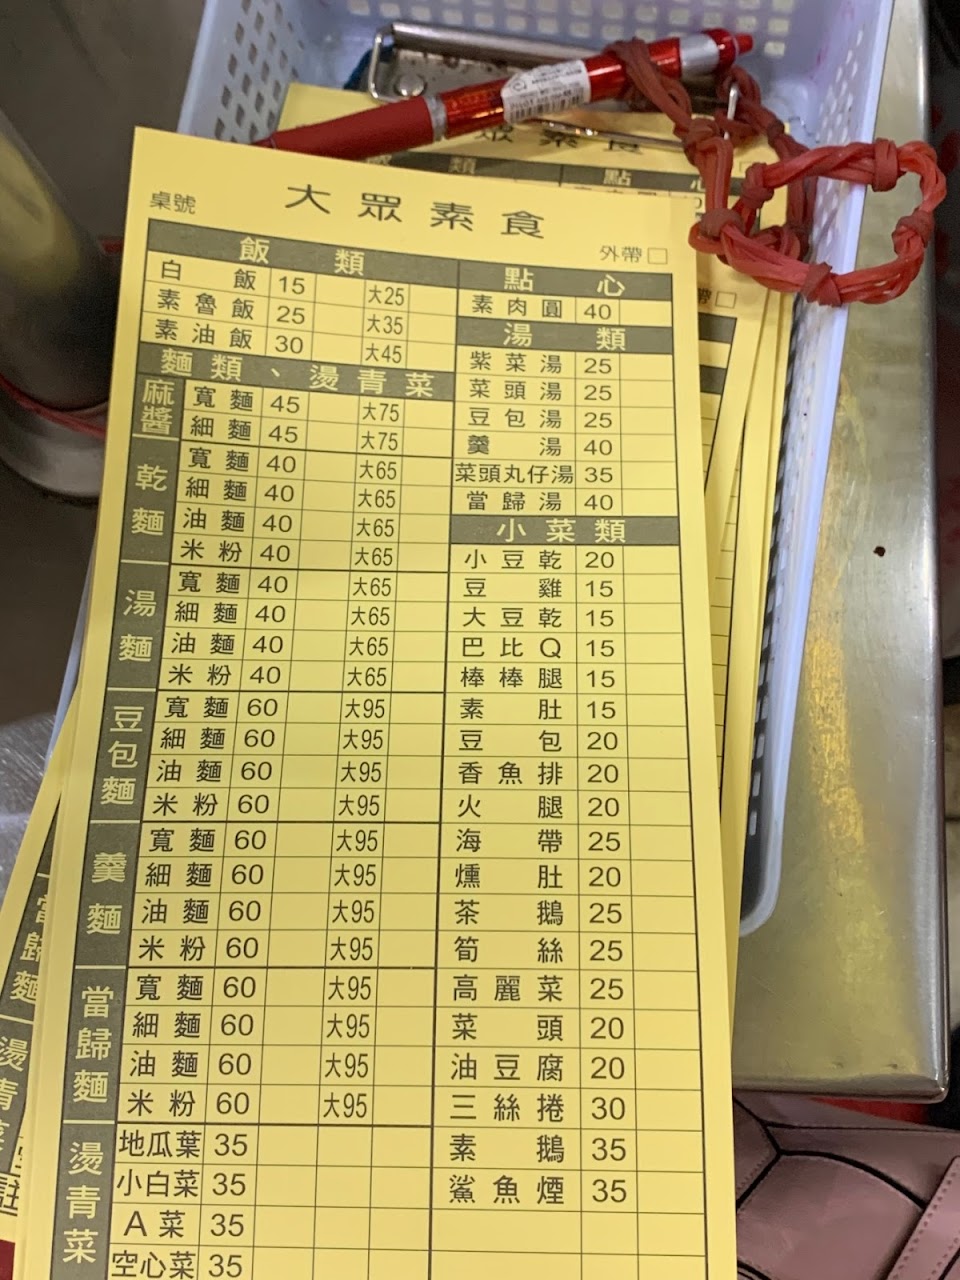 大眾素食
桌號
外帶
飯類
白飯 15 大25
素魯飯 25 大35
素油飯 30 大45
麵類、燙青菜
麻醬
寬麵 45 大75
細麵 45 大75
乾麵
寬麵 40 大65
細麵 40 大65
油麵 40 大65
米粉 40 大65
湯麵
寬麵 40 大65
細麵 40 大65
油麵 40 大65
米粉 40 大65
豆包麵
寬麵 60 大95
細麵 60 大95
油麵 60 大95
米粉 60 大95
羹麵
寬麵 60 大95
細麵 60 大95
油麵 60 大95
米粉 60 大95
當歸麵
寬麵 60 大95
細麵 60 大95
油麵 60 大95
米粉 60 大95
燙青菜
地瓜葉 35
小白菜 35
A菜 35
空心菜 35
點心
素肉圓 40
湯類
紫菜湯 25
菜頭湯 25
豆包湯 25
羹湯 40
菜頭丸仔湯 35
當歸湯 40
小菜類
小豆乾 20
豆雞 15
大豆乾 15
巴比Q 15
棒棒腿 15
素肚 15
豆包 20
香魚排 20
火腿 20
海帶 25
燻肚 20
茶鵝 25
筍絲 25
高麗菜 25
菜頭 20
油豆腐 20
三絲捲 30
素鵝 35
鯊魚煙 35
眾素食
類
點心
帶
當歸麵
燙青菜
註